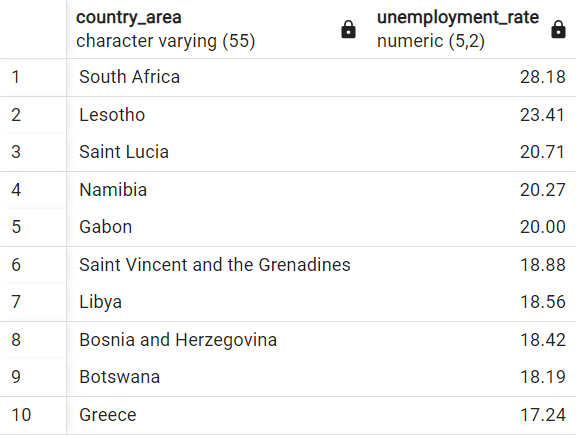 country_area unemployment_rate
character varying (55) numeric (5,2)
1 South Africa 28.18
2 Lesotho 23.41
3 Saint Lucia 20.71
4 Namibia 20.27
5 Gabon 20.00
6 Saint Vincent and the Grenadines 18.88
7 Libya 18.56
8 Bosnia and Herzegovina 18.42
9 Botswana 18.19
10 Greece 17.24